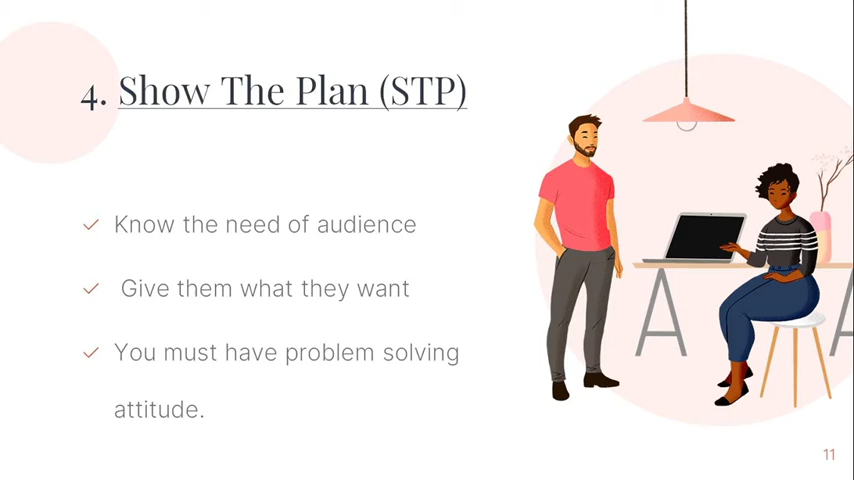 4. Show The Plan (STP)
Know the need of audience
Give them what they want
You must have problem solving
attitude.
11